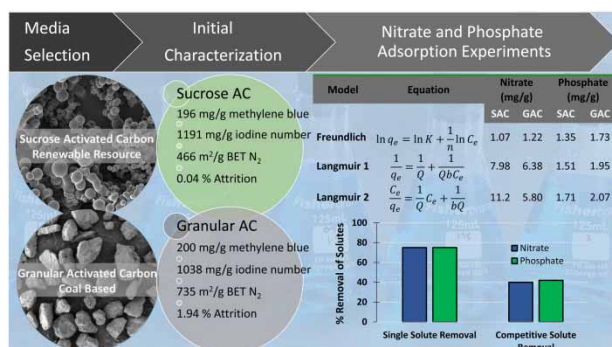 Media
Selection
Initial
Characterization
Nitrate and Phosphate
Adsorption Experiments
Sucrose Activated Carbon
Renewable Resource
Sucrose AC
196 mg/g methylene blue
1191 mg/g iodine number
466 m²/g BET N₂
0.04 % Attrition
Granular Activated Carbon
Coal Based
Granular AC
200 mg/g methylene blue
1038 mg/g iodine number
735 m²/g BET N₂
1.94 % Attrition
Model Equation Nitrate (mg/g) Phosphate (mg/g)
SAC GAC SAC GAC
Freundlich ln qₑ = ln K + 1/n ln Cₑ 1.07 1.22 1.35 1.73
Langmuir 1 1/qₑ = 1/Q + 1/QbCₑ 7.98 6.38 1.51 1.95
Langmuir 2 Cₑ/qₑ = 1/Q Cₑ + 1/bQ 11.2 5.80 1.71 2.07
% Removal of Solutes
100
80
60
40
20
0
Nitrate
Phosphate
Single Solute Removal
Competitive Solute
Removal
125ml